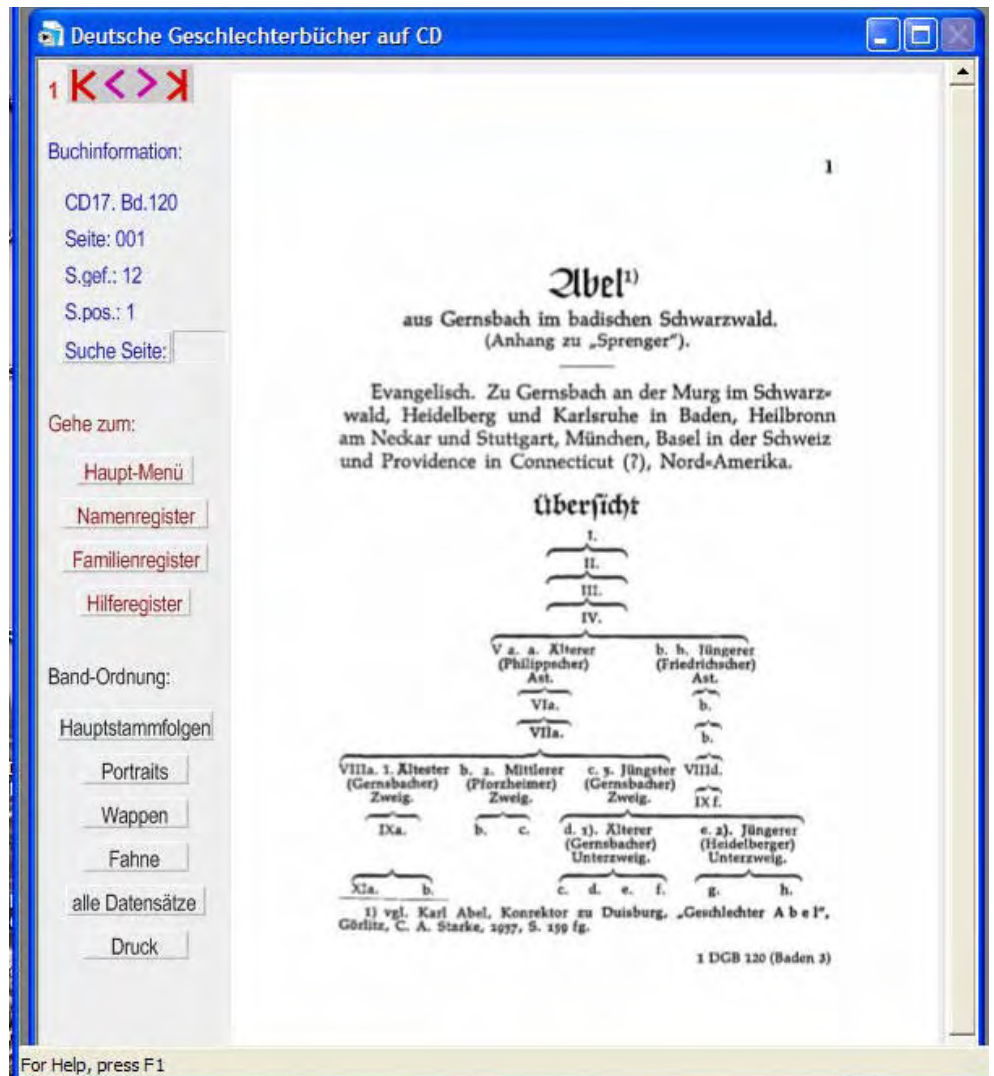 Deutsche Geschlechterbücher auf CD
1
Buchinformation:
CD17. Bd.120
Seite: 001
S.gef.: 12
S.pos.: 1
Suche Seite:
Gehe zum:
Haupt-Menü
Namenregister
Familienregister
Hilferegister
Band-Ordnung:
Hauptstammfolgen
Portraits
Wappen
Fahne
alle Datensätze
Druck
1
Abel¹)
aus Gernsbach im badischen Schwarzwald.
(Anhang zu „Sprenger").
Evangelisch. Zu Gernsbach an der Murg im Schwarz-
wald, Heidelberg und Karlsruhe in Baden, Heilbronn
am Neckar und Stuttgart, München, Basel in der Schweiz
und Providence in Connecticut (?), Nord-Amerika.
Übersicht
I.
II.
III.
IV.
V a. a. Älterer b. b. Jüngerer
(Philippscher) (Friedrichscher)
Ast. Ast.
VIa. b.
VIIa. b.
VIIIa. 1. Ältester b. 2. Mittlerer c. 3. Jüngster VIIId.
(Gernsbacher) (Pforzheimer) (Gernsbacher)
Zweig. Zweig. Zweig. IXf.
IXa. b. c. d. 1). Älterer e. 2). Jüngerer
(Gernsbacher) (Heidelberger)
Unterzweig. Unterzweig.
XIa. b. c. d. e. f. g. h.
1) vgl. Karl Abel, Konrektor zu Duisburg, „Geschlechter Abel",
Görlitz, C. A. Starke, 1937, S. 159 fg.
1 DGB 120 (Baden 3)
For Help, press F1